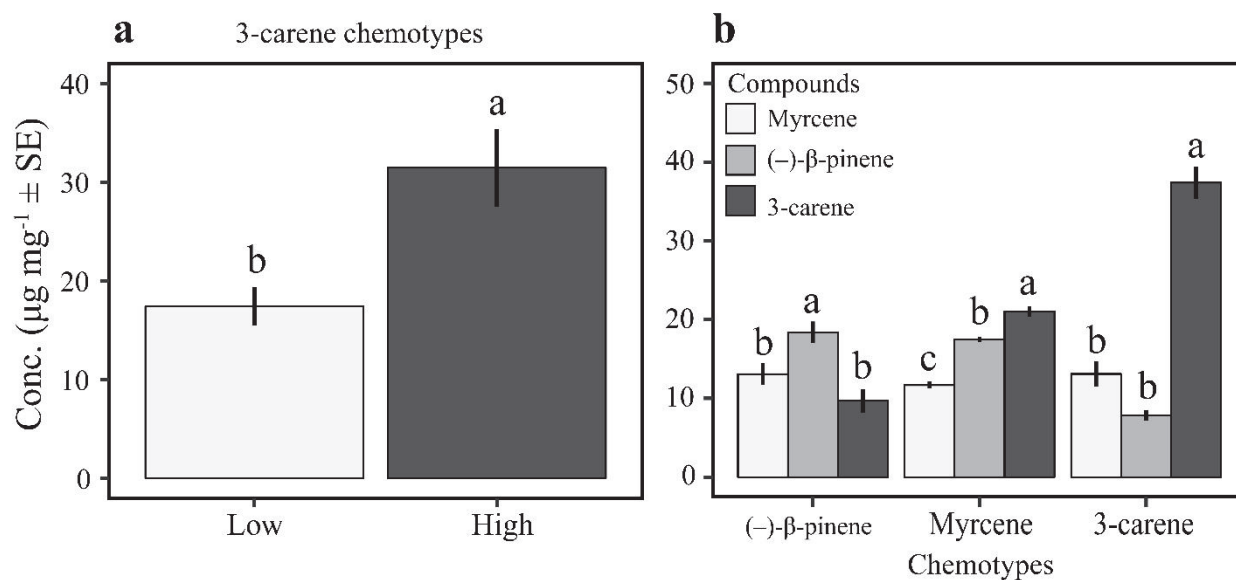 a
3-carene chemotypes
Conc. (µg mg⁻¹ ± SE)
40
30
20
10
0
b
a
Low
High
b
50
40
30
20
10
0
Compounds
Myrcene
(–)-β-pinene
3-carene
b
a
b
c
b
a
b
b
a
(–)-β-pinene
Myrcene
3-carene
Chemotypes